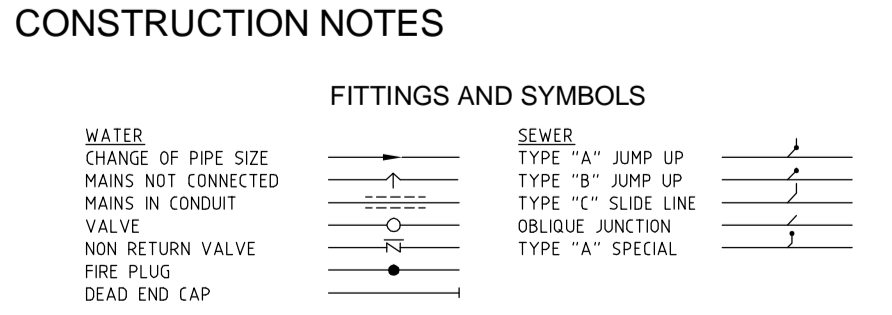 CONSTRUCTION NOTES
FITTINGS AND SYMBOLS
WATER
CHANGE OF PIPE SIZE
MAINS NOT CONNECTED
MAINS IN CONDUIT
VALVE
NON RETURN VALVE
FIRE PLUG
DEAD END CAP
SEWER
TYPE "A" JUMP UP
TYPE "B" JUMP UP
TYPE "C" SLIDE LINE
OBLIQUE JUNCTION
TYPE "A" SPECIAL